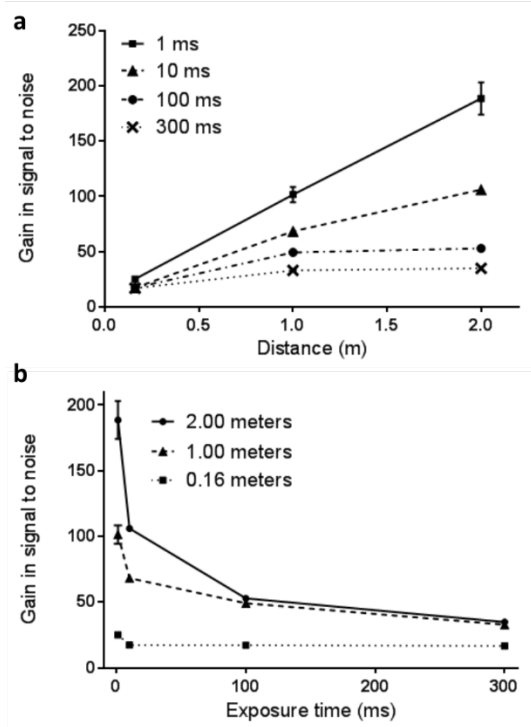 a
Gain in signal to noise
250
200
150
100
50
0
1 ms
10 ms
100 ms
300 ms
0.0 0.5 1.0 1.5 2.0
Distance (m)
b
Gain in signal to noise
200
150
100
50
0
2.00 meters
1.00 meters
0.16 meters
0 100 200 300
Exposure time (ms)